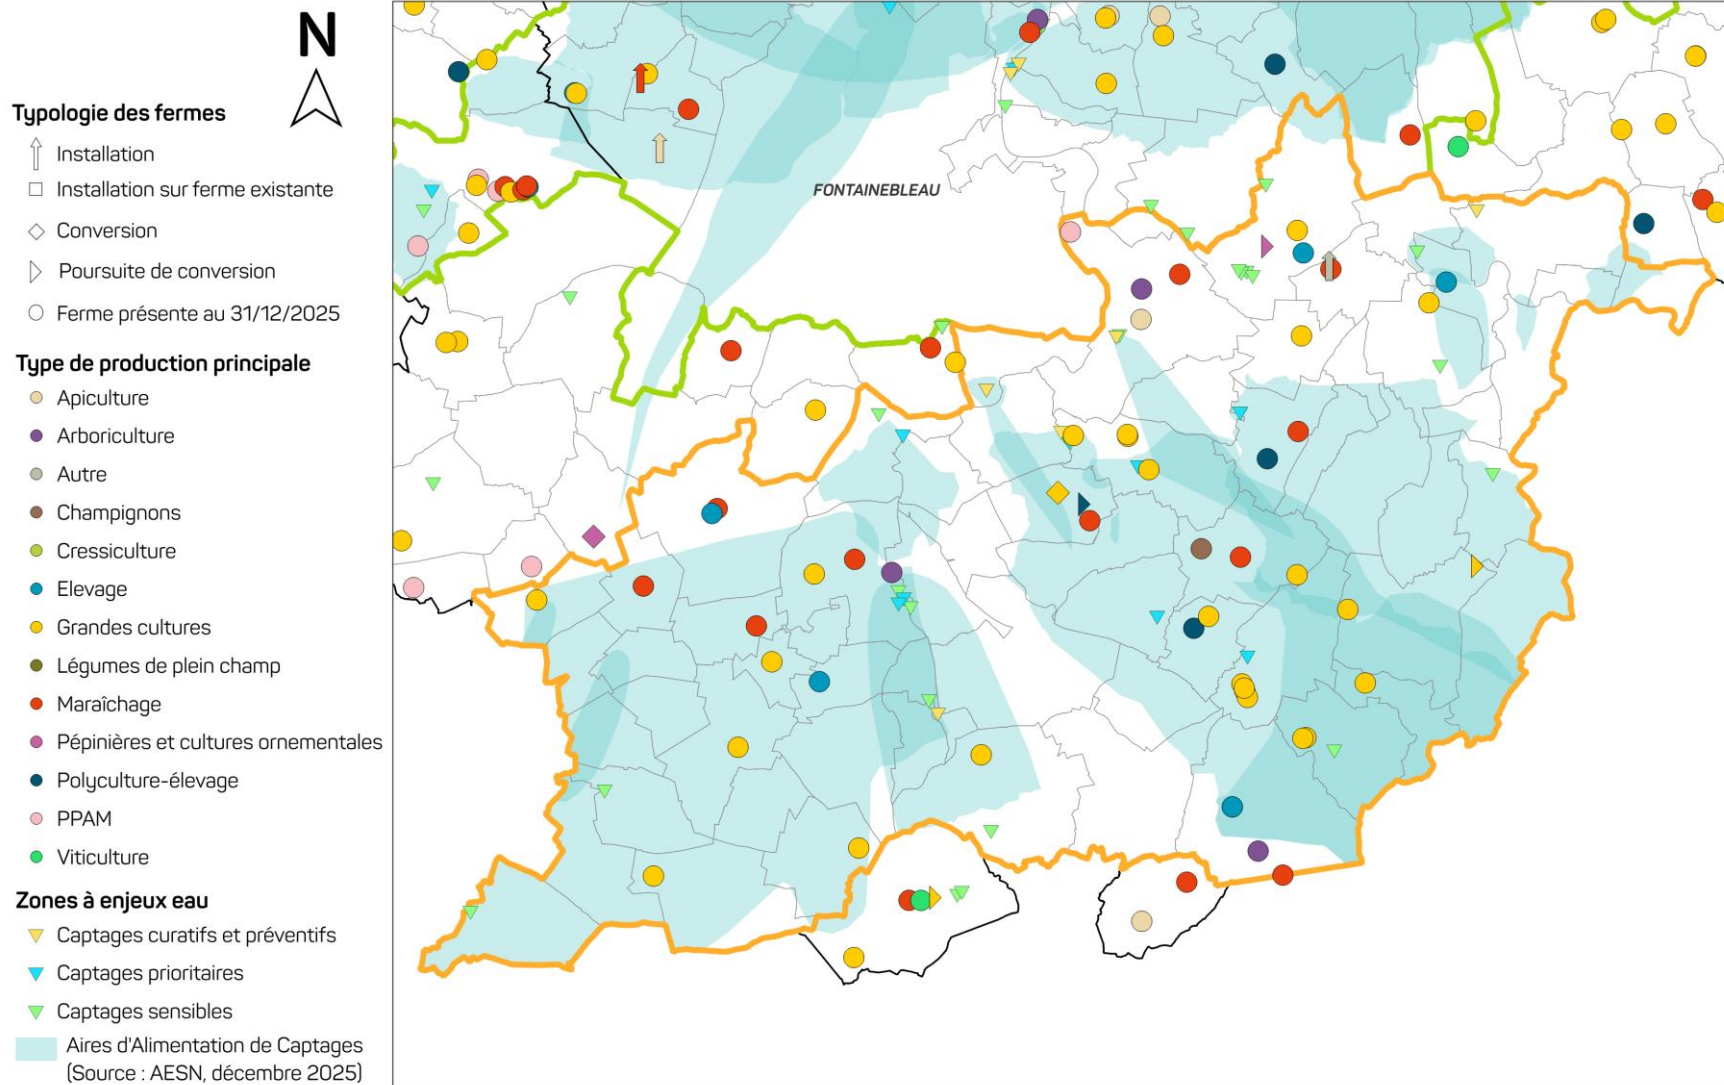 N
Typologie des fermes
Installation
Installation sur ferme existante
Conversion
Poursuite de conversion
Ferme présente au 31/12/2025
Type de production principale
Apiculture
Arboriculture
Autre
Champignons
Cressiculture
Elevage
Grandes cultures
Légumes de plein champ
Maraîchage
Pépinières et cultures ornementales
Polyculture-élevage
PPAM
Viticulture
Zones à enjeux eau
Captages curatifs et préventifs
Captages prioritaires
Captages sensibles
Aires d'Alimentation de Captages
(Source : AESN, décembre 2025)
FONTAINEBLEAU